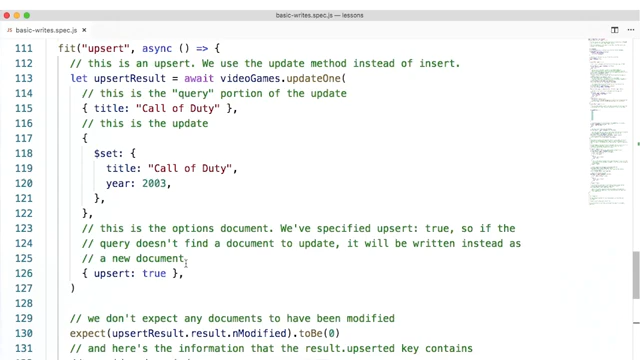 basic-writes.spec.js — lessons
basic-writes.spec.js ×
111 fit("upsert", async () => {
112 // this is an upsert. We use the update method instead of insert.
113 let upsertResult = await videoGames.updateOne(
114 // this is the "query" portion of the update
115 { title: "Call of Duty" },
116 // this is the update
117 {
118 $set: {
119 title: "Call of Duty",
120 year: 2003,
121 },
122 },
123 // this is the options document. We've specified upsert: true, so if the
124 // query doesn't find a document to update, it will be written instead as
125 // a new document
126 { upsert: true },
127 )
128
129 // we don't expect any documents to have been modified
130 expect(upsertResult.result.nModified).toBe(0)
131 // and here's the information that the result.upserted key contains